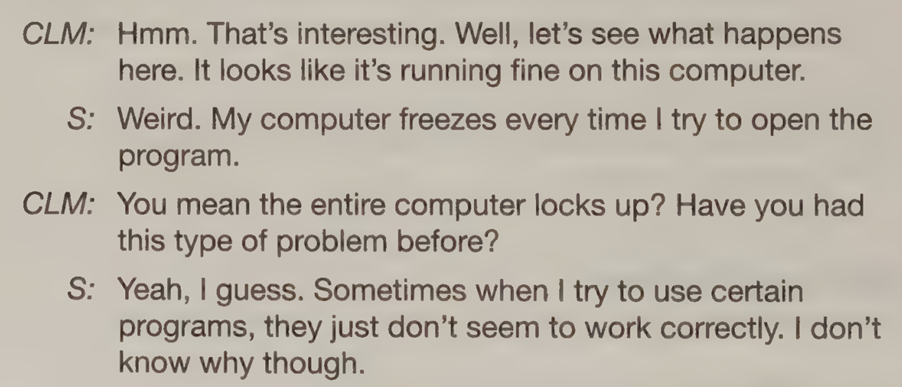 CLM: Hmm. That's interesting. Well, let's see what happens
here. It looks like it's running fine on this computer.
S: Weird. My computer freezes every time I try to open the
program.
CLM: You mean the entire computer locks up? Have you had
this type of problem before?
S: Yeah, I guess. Sometimes when I try to use certain
programs, they just don't seem to work correctly. I don't
know why though.